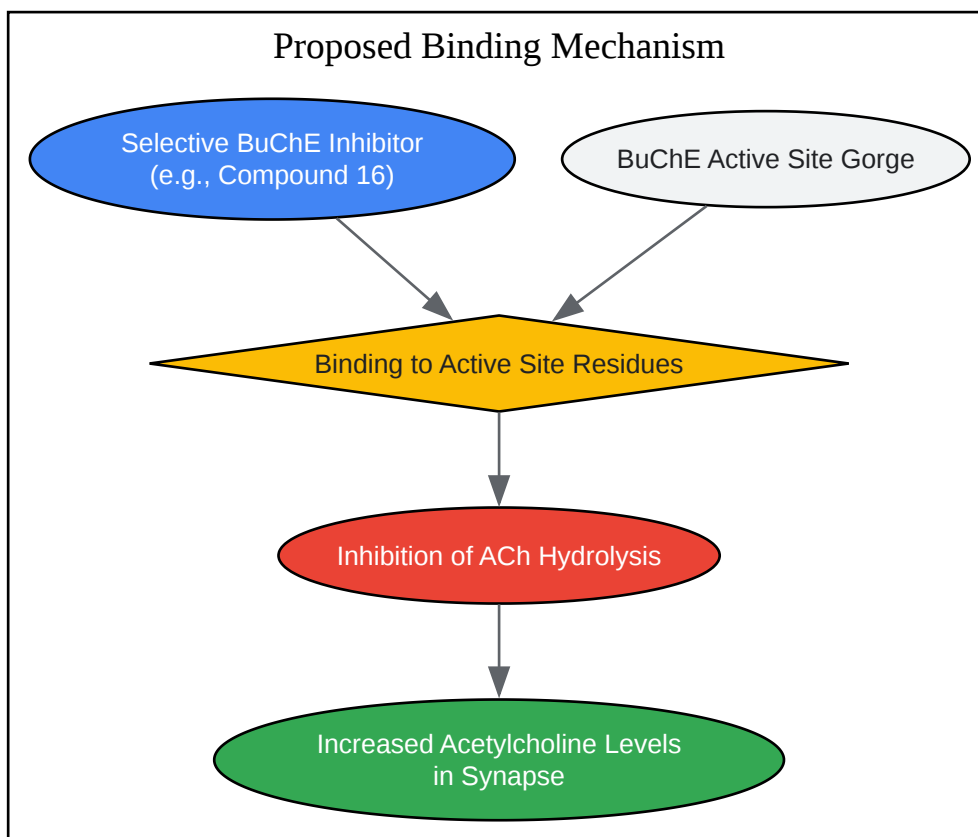 Proposed Binding Mechanism
Selective BuChE Inhibitor
(e.g., Compound 16)
BuChE Active Site Gorge
Binding to Active Site Residues
Inhibition of ACh Hydrolysis
Increased Acetylcholine Levels
in Synapse